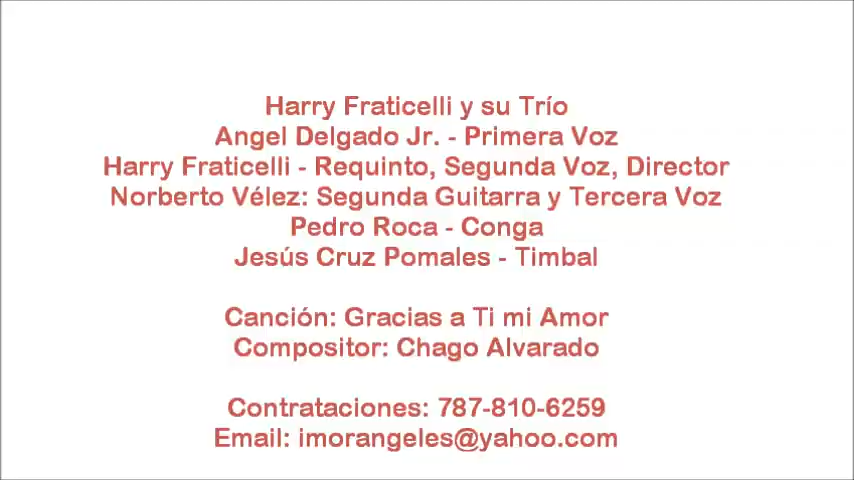 Harry Fraticelli y su Trío
Angel Delgado Jr. - Primera Voz
Harry Fraticelli - Requinto, Segunda Voz, Director
Norberto Vélez: Segunda Guitarra y Tercera Voz
Pedro Roca - Conga
Jesús Cruz Pomales - Timbal
Canción: Gracias a Ti mi Amor
Compositor: Chago Alvarado
Contrataciones: 787-810-6259
Email: imorangeles@yahoo.com